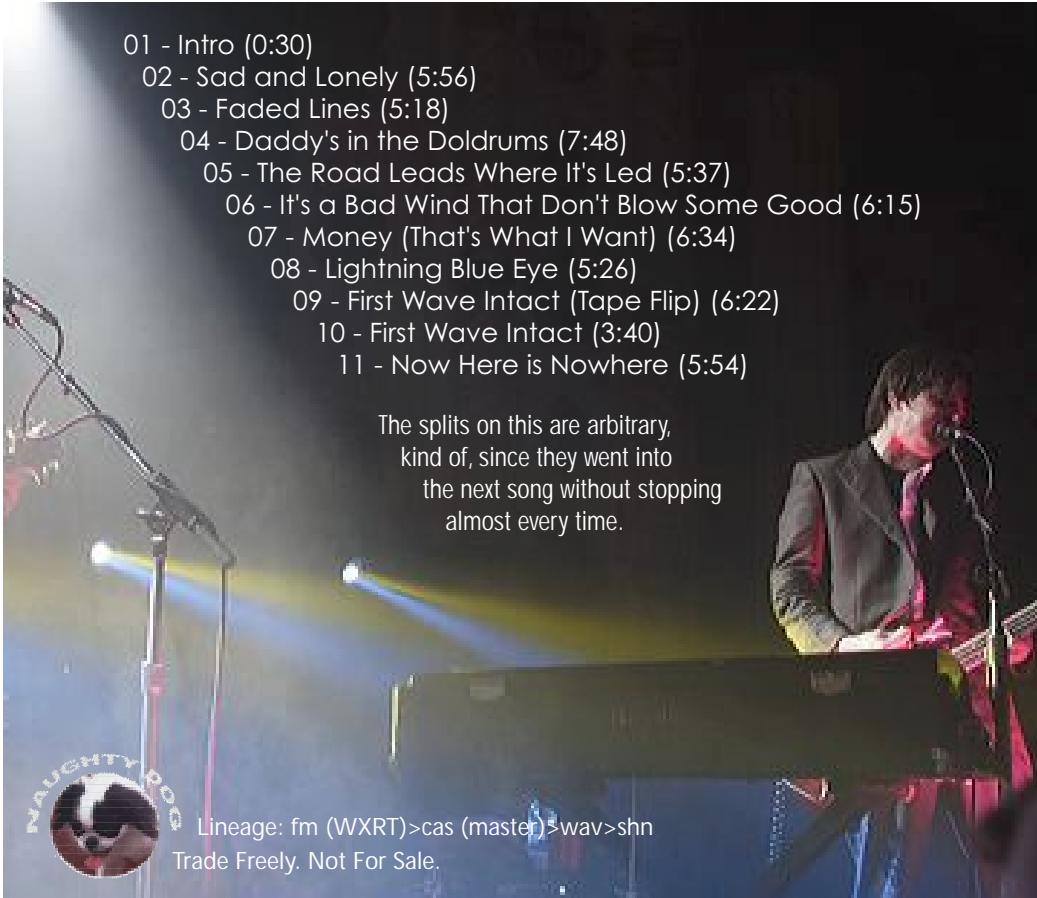 01 - Intro (0:30)
02 - Sad and Lonely (5:56)
03 - Faded Lines (5:18)
04 - Daddy's in the Doldrums (7:48)
05 - The Road Leads Where It's Led (5:37)
06 - It's a Bad Wind That Don't Blow Some Good (6:15)
07 - Money (That's What I Want) (6:34)
08 - Lightning Blue Eye (5:26)
09 - First Wave Intact (Tape Flip) (6:22)
10 - First Wave Intact (3:40)
11 - Now Here is Nowhere (5:54)
The splits on this are arbitrary,
kind of, since they went into
the next song without stopping
almost every time.
NAUGHTY DOG
Lineage: fm (WXRT)>cas (master)>wav>shn
Trade Freely. Not For Sale.